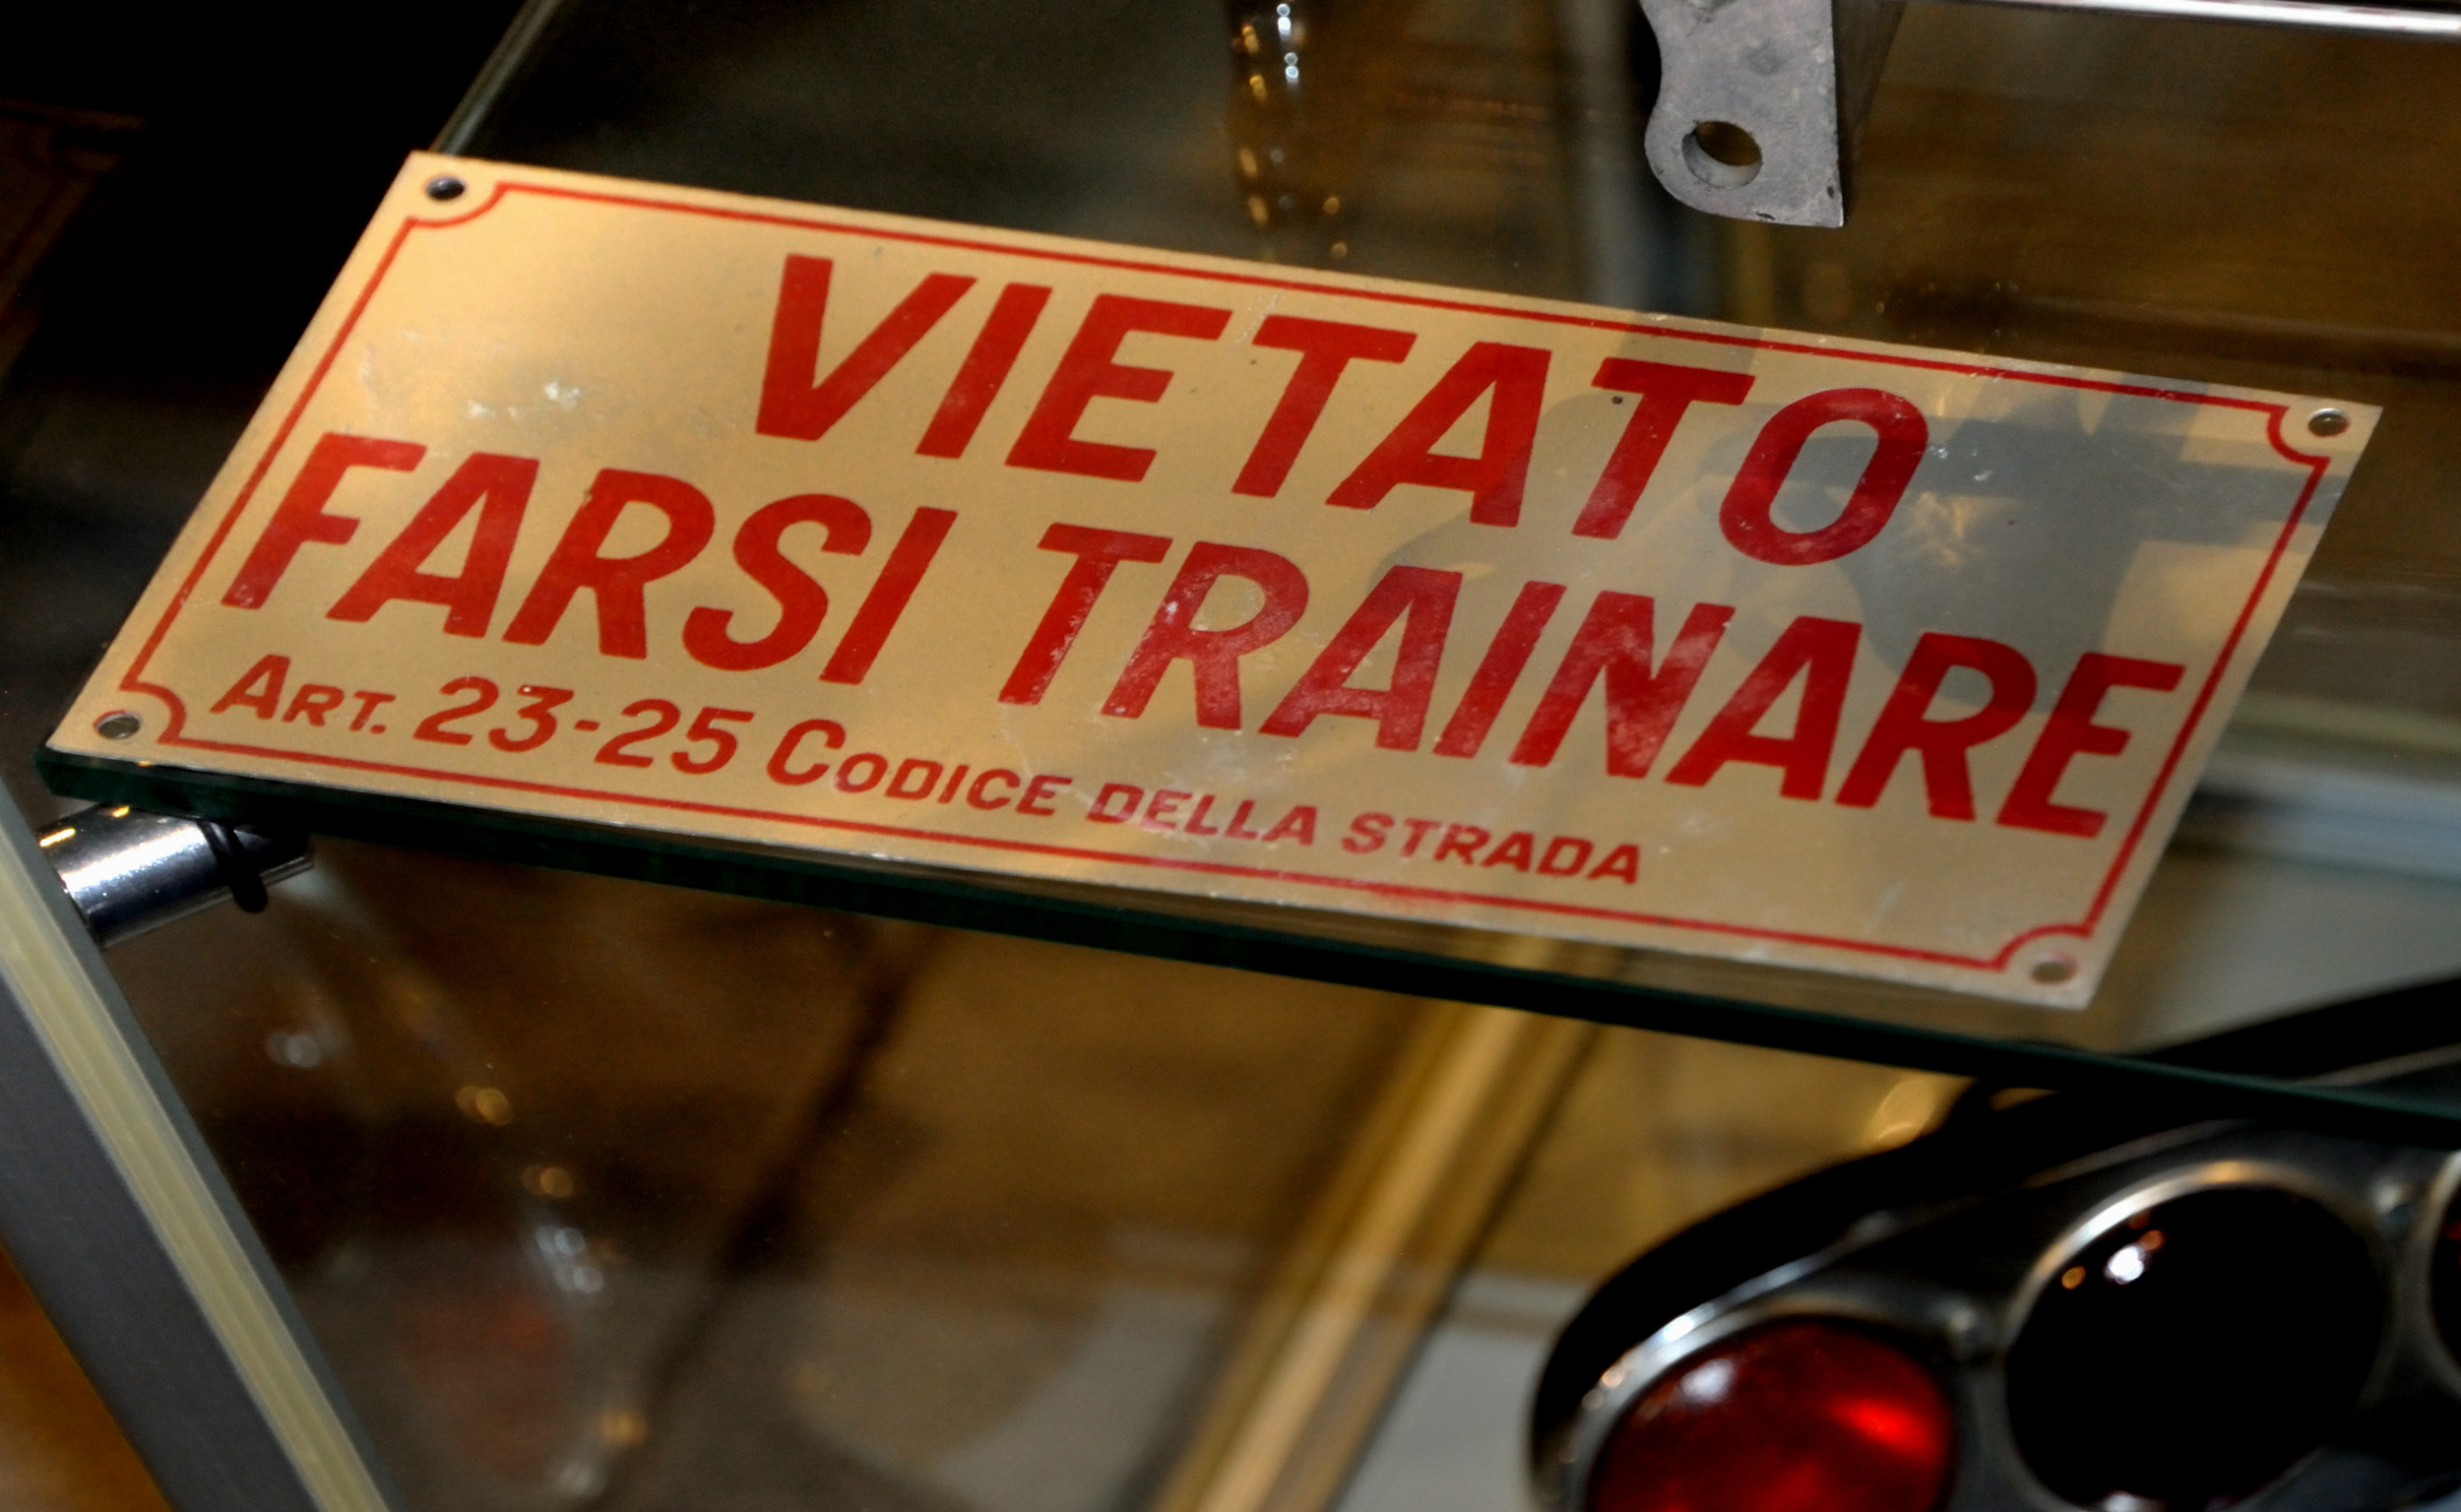 VIETATO
FARSI TRAINARE
ART. 23-25 CODICE DELLA STRADA